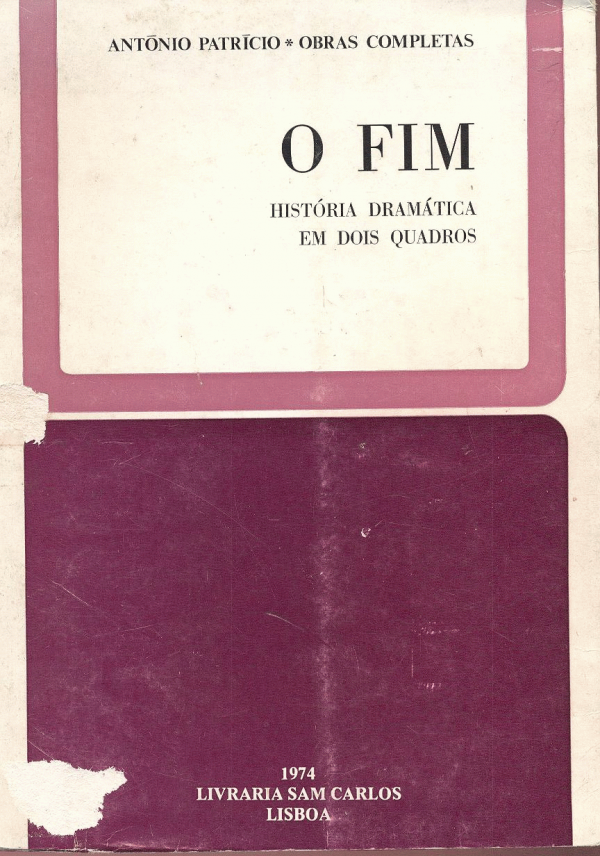 ANTÓNIO PATRÍCIO * OBRAS COMPLETAS
O FIM
HISTÓRIA DRAMÁTICA
EM DOIS QUADROS
1974
LIVRARIA SAM CARLOS
LISBOA